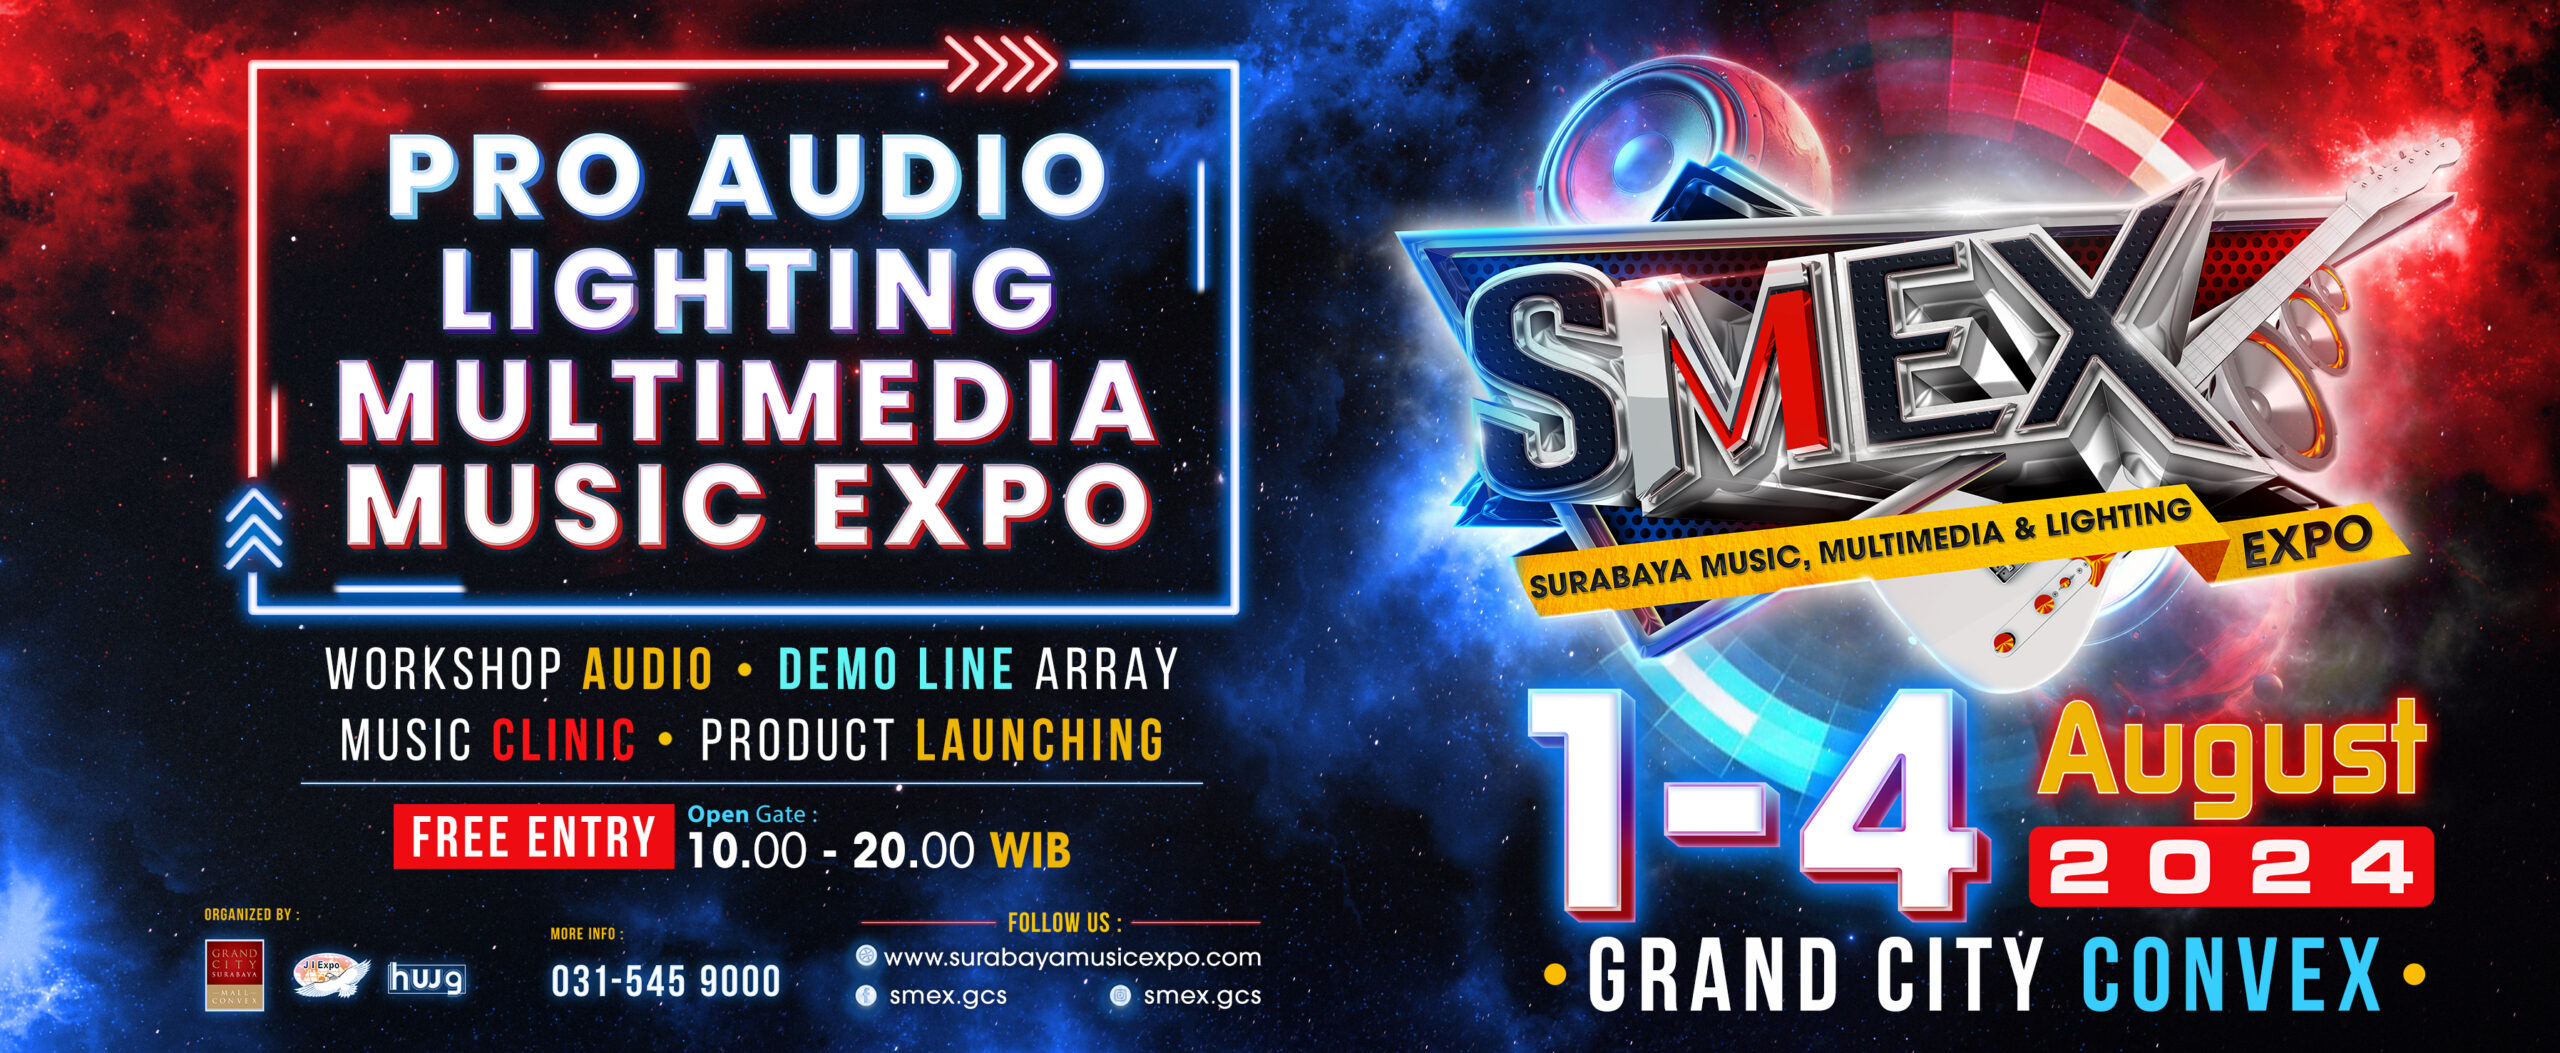 PRO AUDIO
LIGHTING
MULTIMEDIA
MUSIC EXPO
WORKSHOP AUDIO • DEMO LINE ARRAY
MUSIC CLINIC • PRODUCT LAUNCHING
FREE ENTRY
Open Gate :
10.00 - 20.00 WIB
ORGANIZED BY :
GRAND
CITY
SURABAYA
MALL
CONVEX
J I Expo
hwg
MORE INFO :
031-545 9000
FOLLOW US :
www.surabayamusicexpo.com
smex.gcs
smex.gcs
SMEX
SURABAYA MUSIC, MULTIMEDIA & LIGHTING EXPO
1-4 August
2024
• GRAND CITY CONVEX •